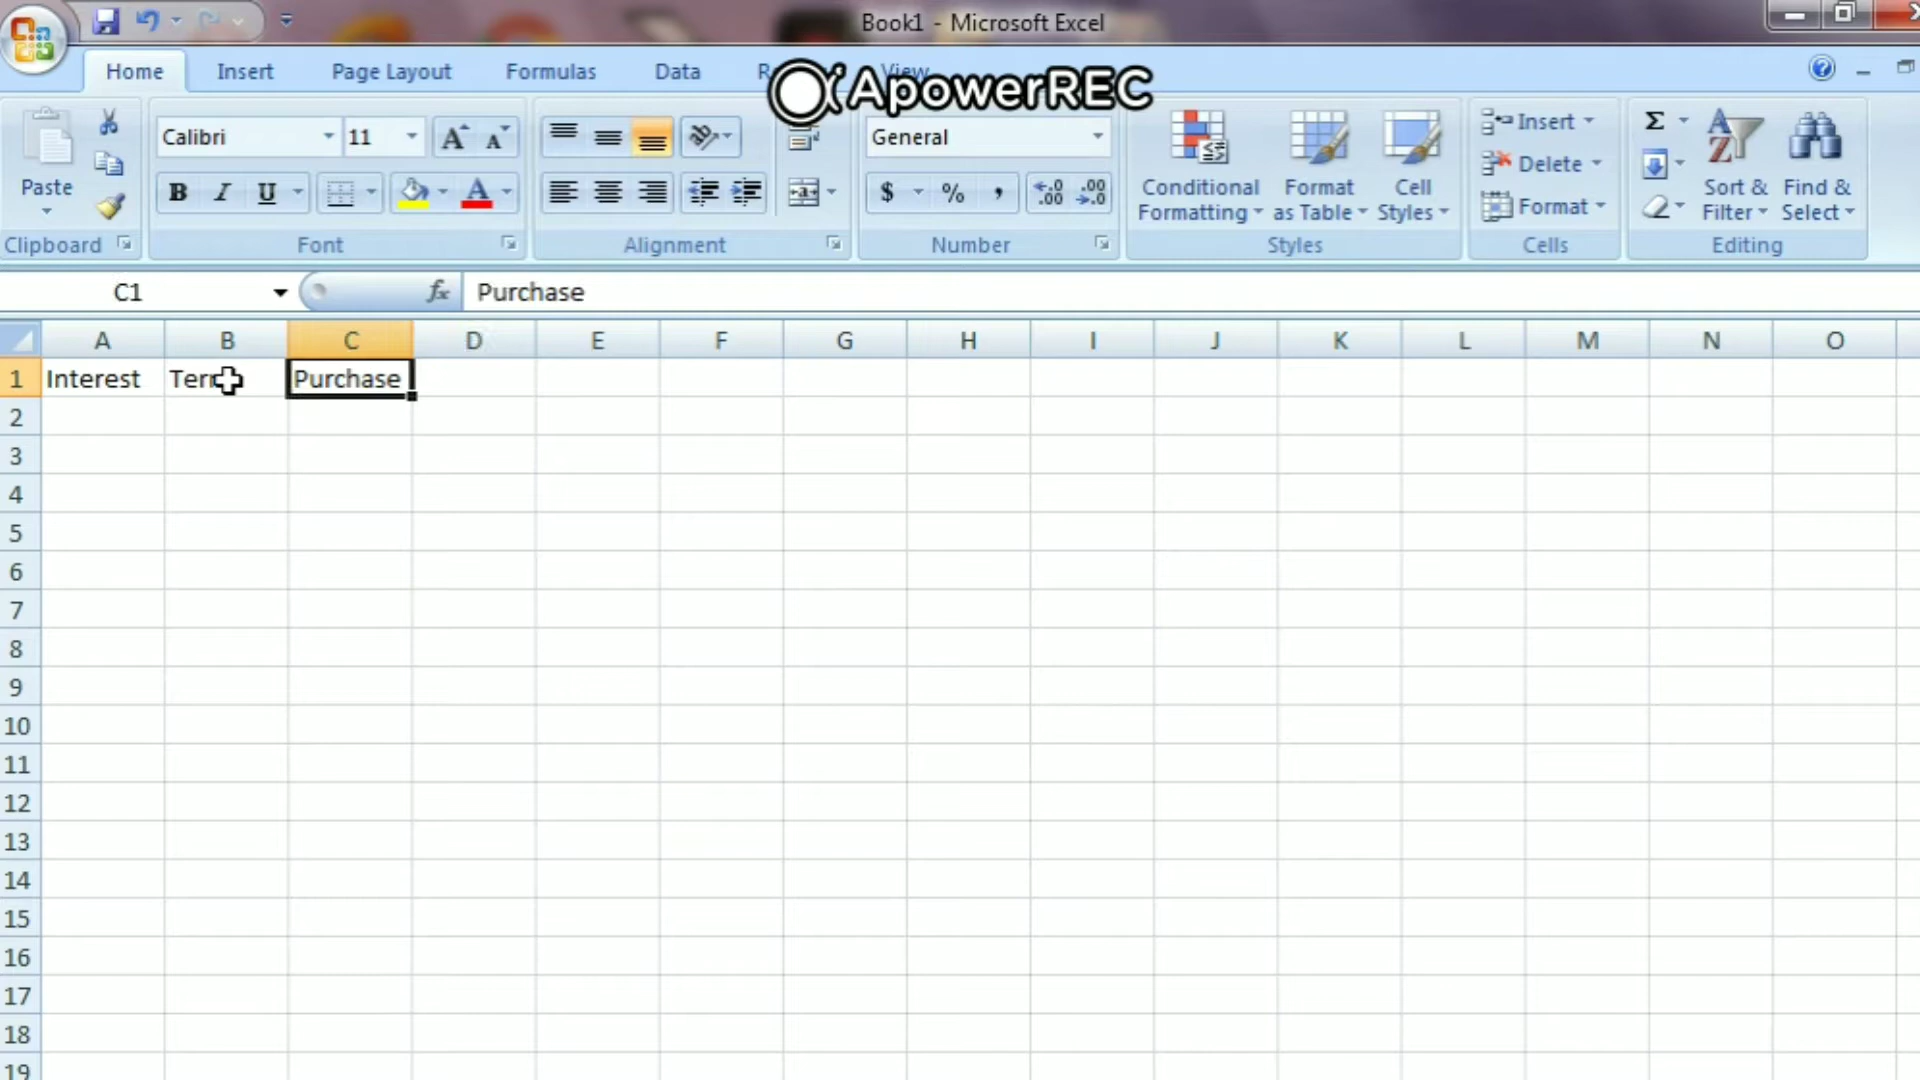 Book1 - Microsoft Excel
Home Insert Page Layout Formulas Data View
ApowerREC
Calibri 11 General
Paste
B I U $ % ,
Conditional Formatting
Format as Table
Cell Styles
Insert
Delete
Format
Σ
Sort & Filter
Find & Select
Clipboard Font Alignment Number Styles Cells Editing
C1 fx Purchase
A B C D E F G H I J K L M N O
1 Interest Purchase
2
3
4
5
6
7
8
9
10
11
12
13
14
15
16
17
18
19